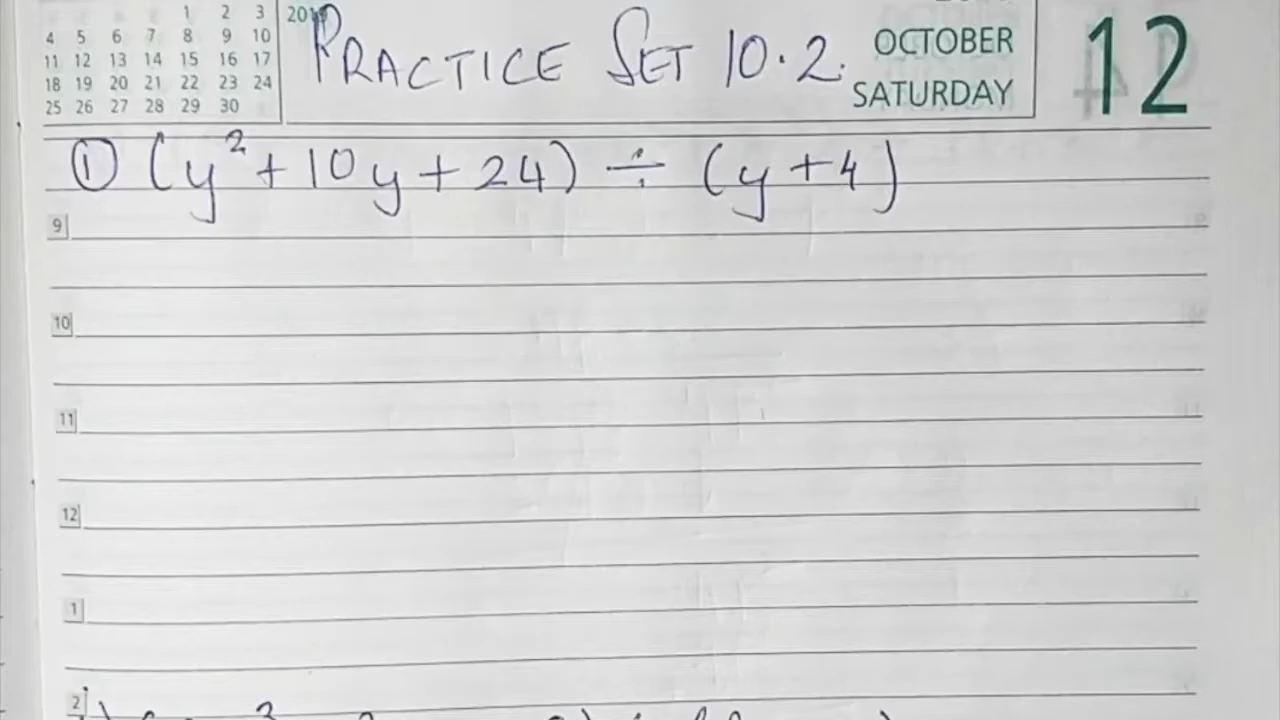 1 2 3
4 5 6 7 8 9 10
11 12 13 14 15 16 17
18 19 20 21 22 23 24
25 26 27 28 29 30
PRACTICE SET 10.2.
OCTOBER
SATURDAY
12
① (y² + 10y + 24) ÷ (y + 4)
9
10
11
12
1
2